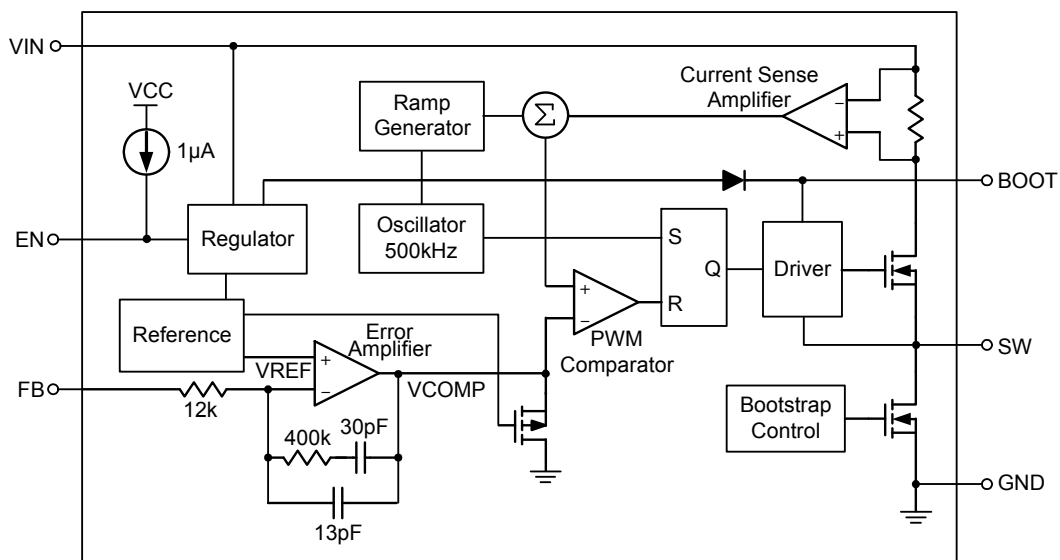 VIN
VCC
1µA
EN
FB
Ramp
Generator
Σ
Current Sense
Amplifier
−
+
BOOT
Regulator
Oscillator
500kHz
S
Q
R
Driver
Reference
Error
Amplifier
VREF
+
−
VCOMP
+
−
PWM
Comparator
SW
12k
400k
30pF
13pF
Bootstrap
Control
GND